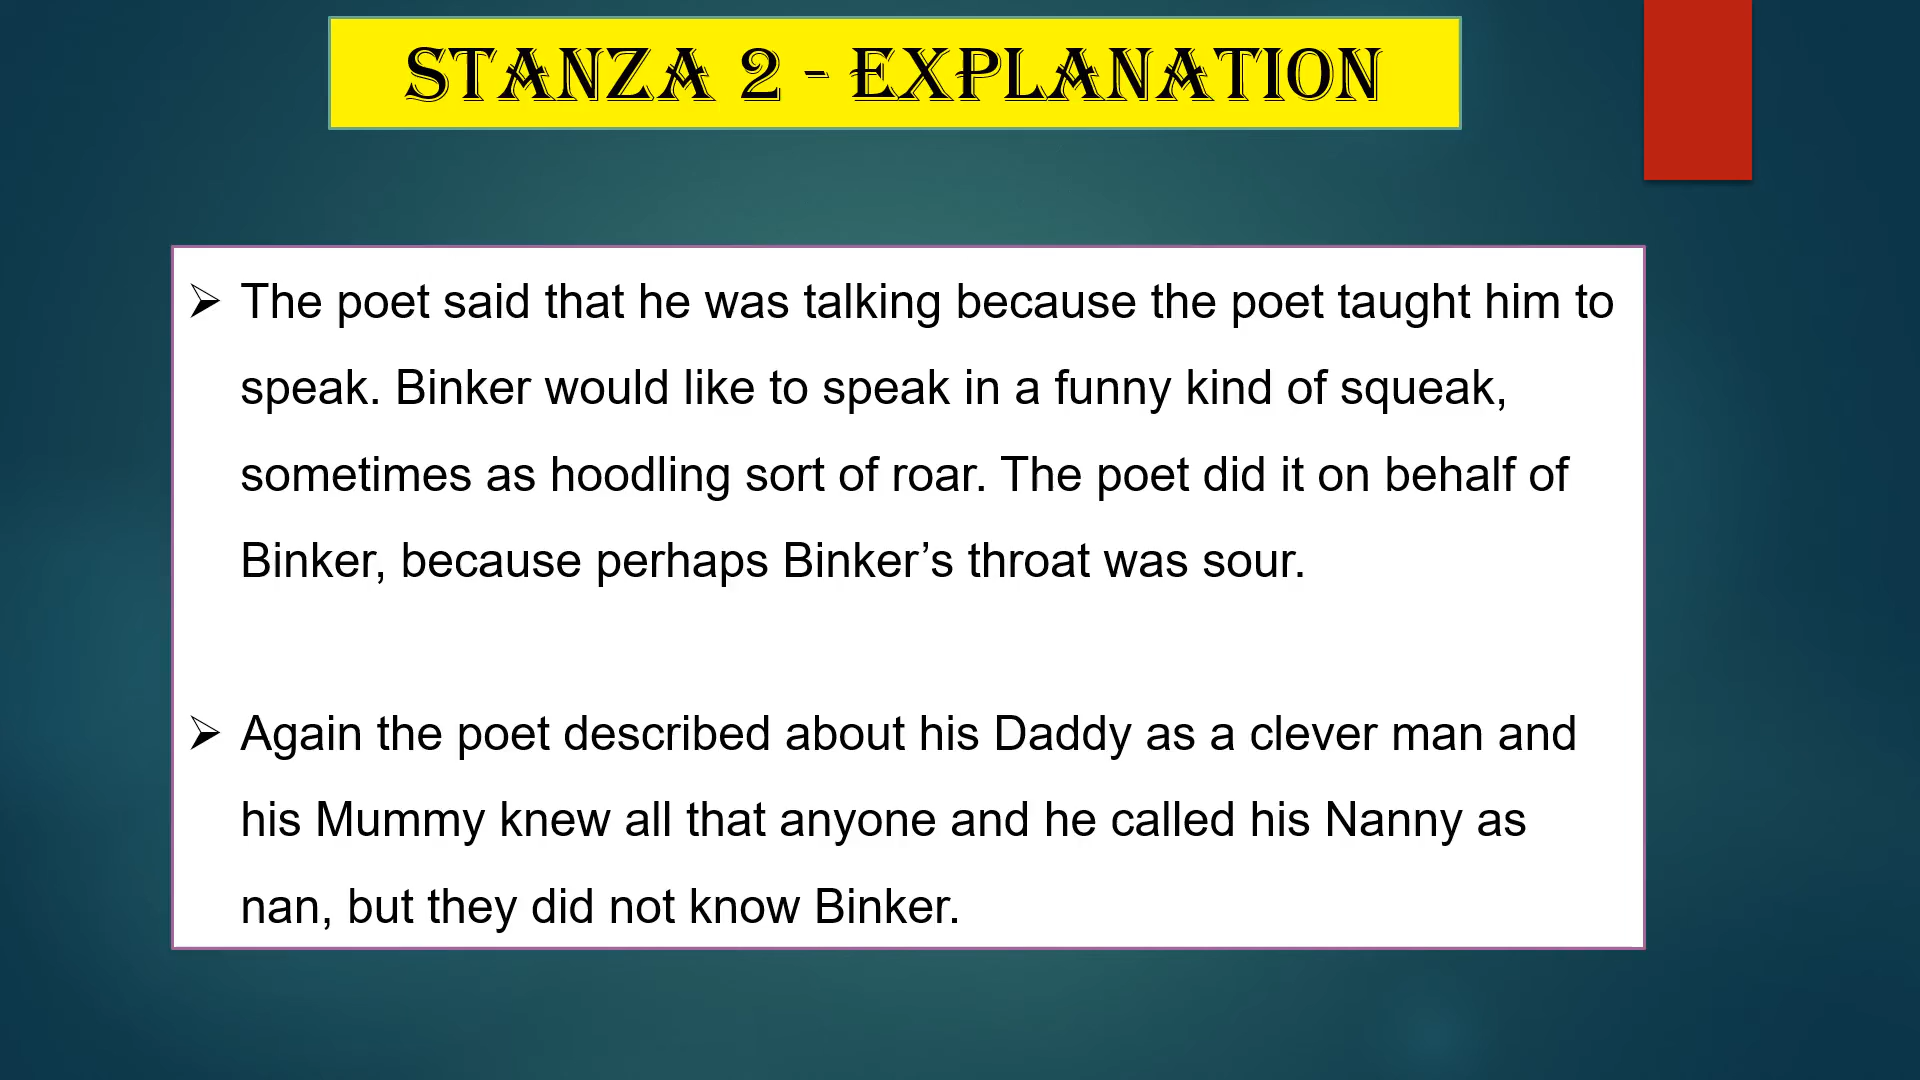 STANZA 2 - EXPLANATION
➢ The poet said that he was talking because the poet taught him to
speak. Binker would like to speak in a funny kind of squeak,
sometimes as hoodling sort of roar. The poet did it on behalf of
Binker, because perhaps Binker’s throat was sour.
➢ Again the poet described about his Daddy as a clever man and
his Mummy knew all that anyone and he called his Nanny as
nan, but they did not know Binker.